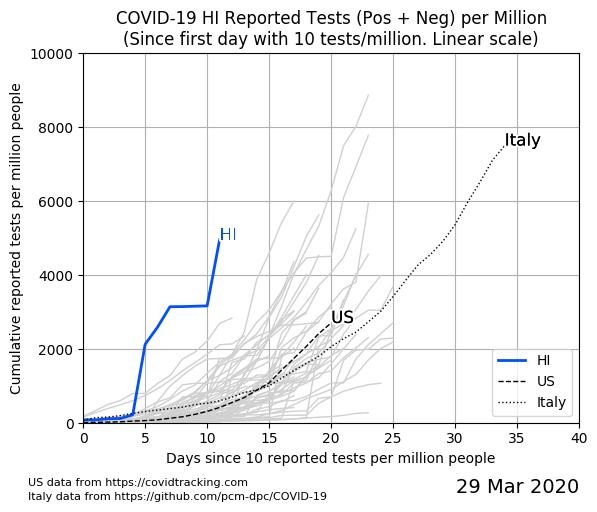 COVID-19 HI Reported Tests (Pos + Neg) per Million
(Since first day with 10 tests/million. Linear scale)
10000
8000
6000
4000
2000
0
Cumulative reported tests per million people
Italy
HI
US
HI
US
Italy
0 5 10 15 20 25 30 35 40
Days since 10 reported tests per million people
US data from https://covidtracking.com
Italy data from https://github.com/pcm-dpc/COVID-19
29 Mar 2020